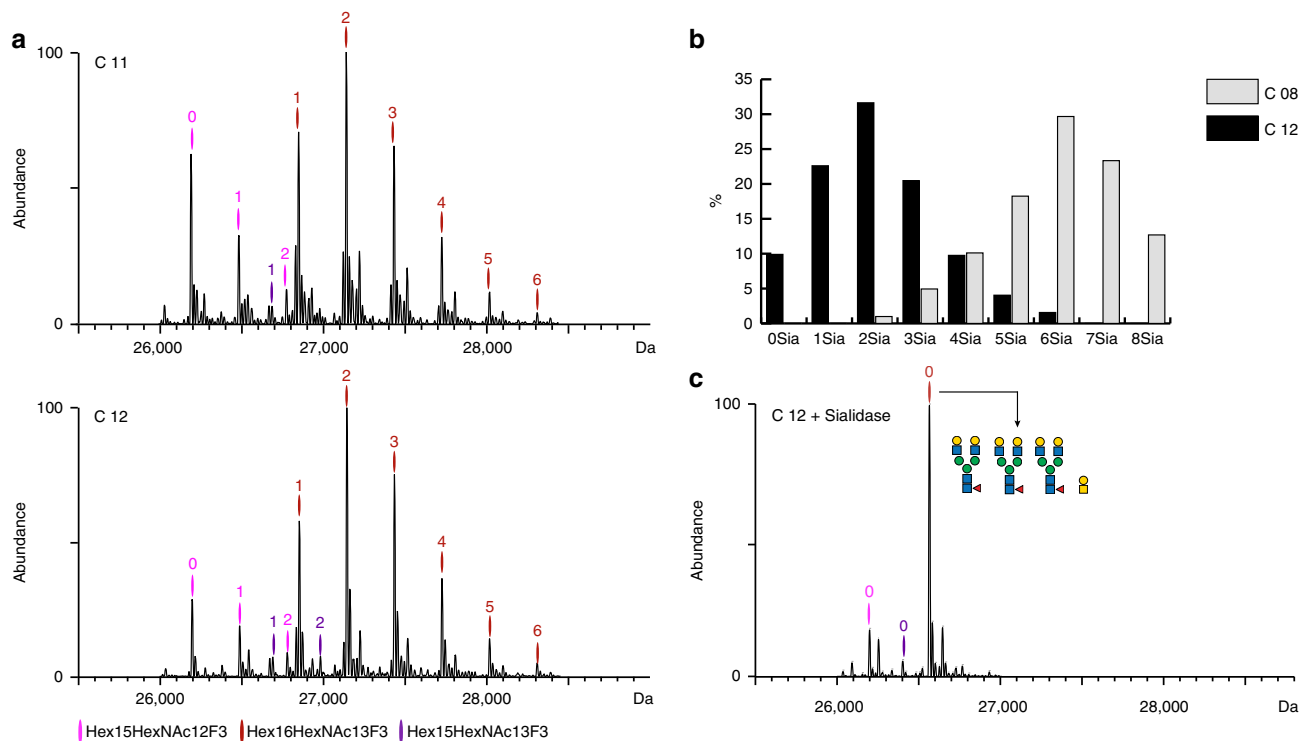 a
C 11
Abundance
100
0
0
1
1
2
1
2
3
4
5
6
26,000
27,000
28,000
Da
C 12
Abundance
100
0
0
1
1
2
2
1
2
3
4
5
6
26,000
27,000
28,000
Da
Hex15HexNAc12F3
Hex16HexNAc13F3
Hex15HexNAc13F3
b
%
35
30
25
20
15
10
5
0
0Sia
1Sia
2Sia
3Sia
4Sia
5Sia
6Sia
7Sia
8Sia
C 08
C 12
c
C 12 + Sialidase
Abundance
100
0
0
0
0
26,000
27,000
28,000
Da